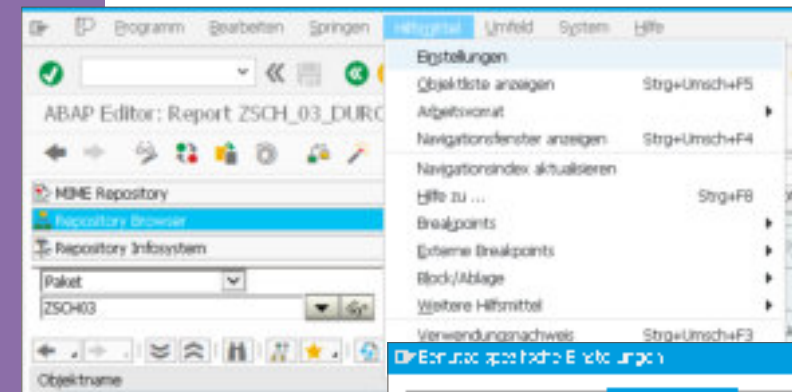 Programm Bearbeiten Springen Hilfsmittel Umfeld System Hilfe
Einstellungen
Objektliste anzeigen Strg+Umsch+F5
Arbeitsvorrat
Navigationsfenster anzeigen Strg+Umsch+F4
Navigationsindex aktualisieren
Hilfe zu ... Strg+F8
Breakpoints
Externe Breakpoints
Block/Ablage
Weitere Hilfsmittel
Verwendungsnachweis Strg+Umsch+F3
ABAP Editor: Report ZSCH_03_DURC
MIME Repository
Repository Browser
Repository Infosystem
Paket
ZSCH03
Objektname
Benutzerspezifische Einstellungen